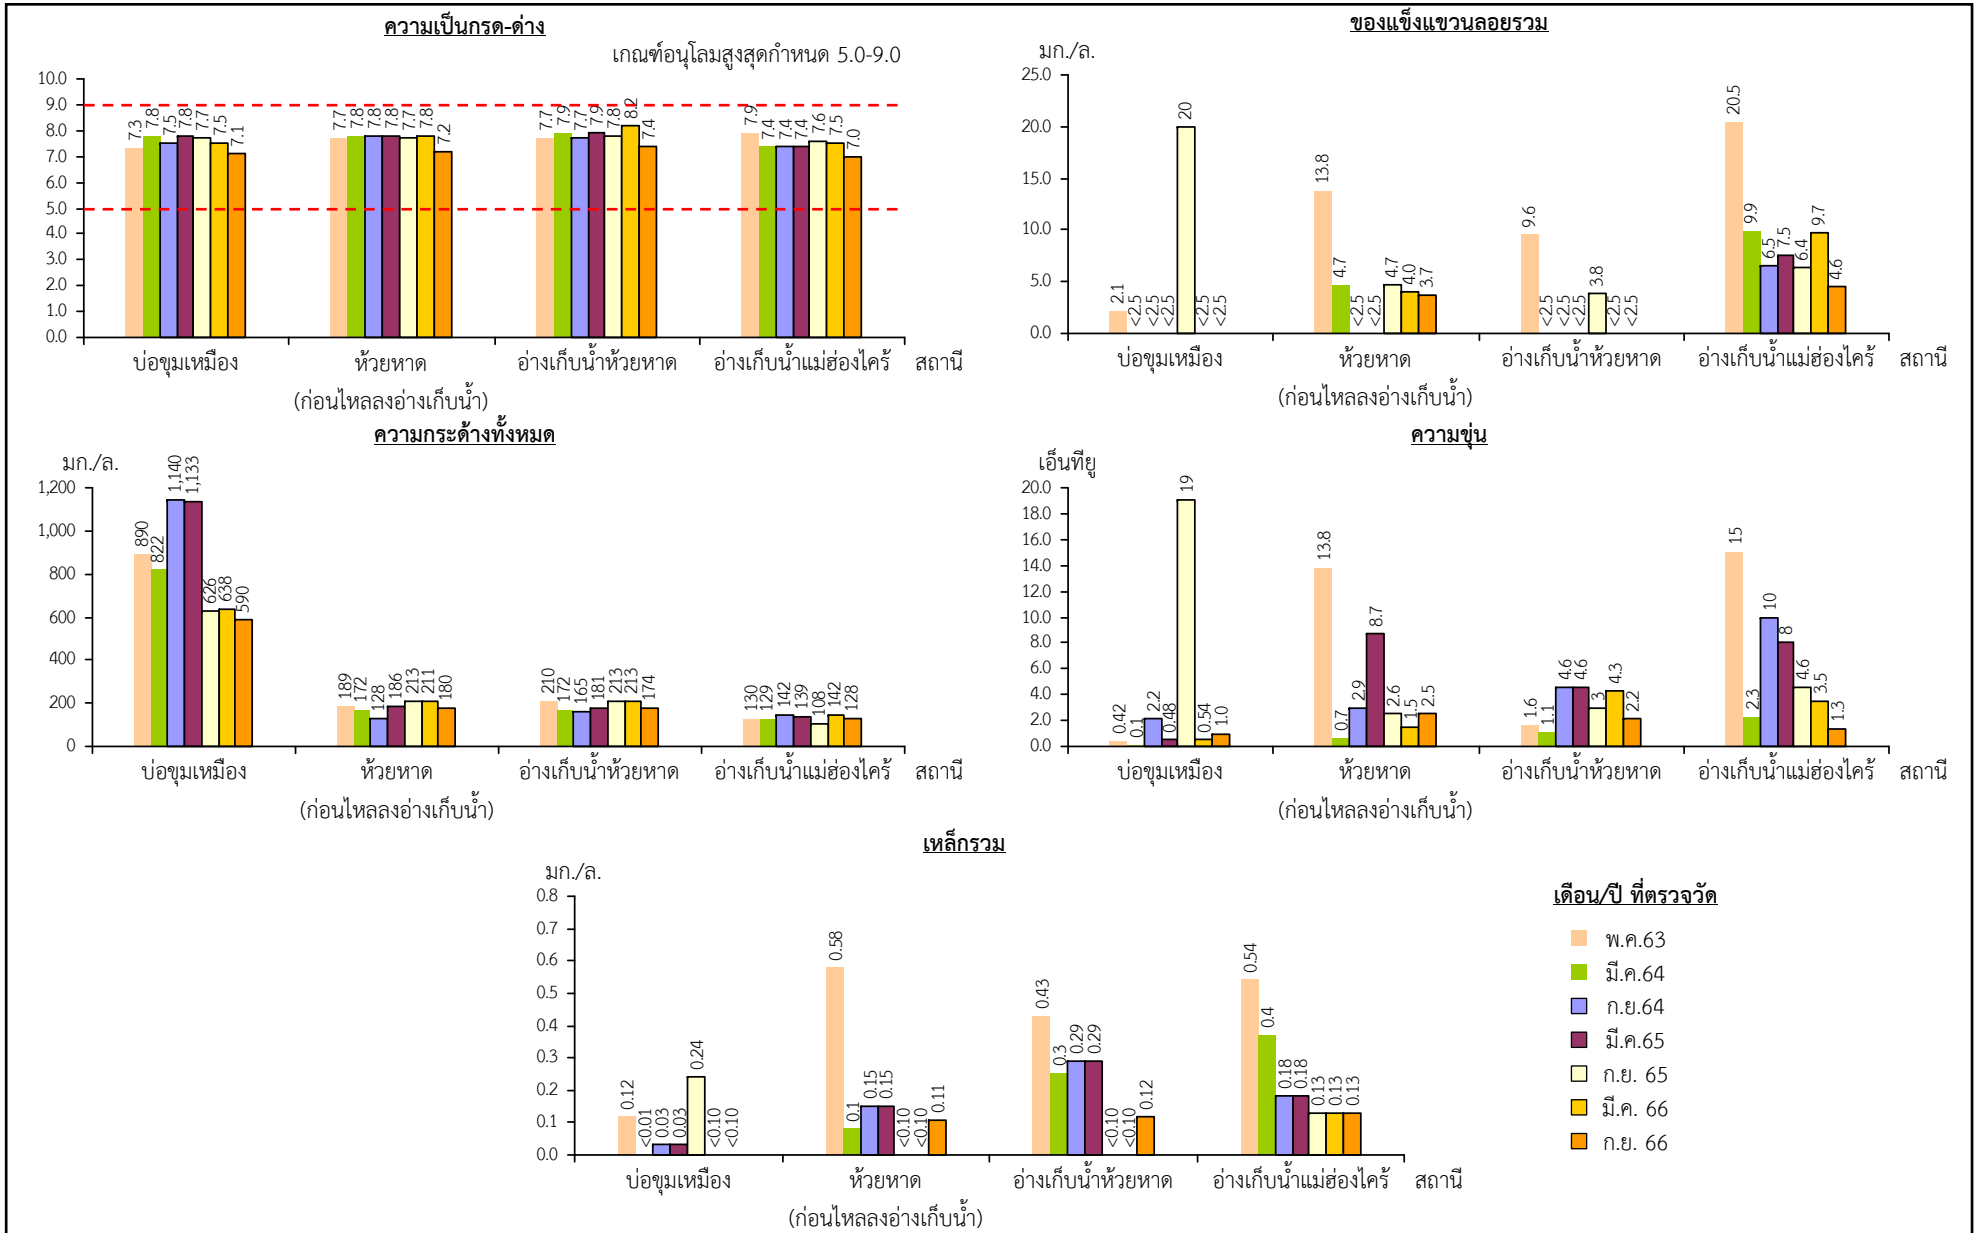 ความเป็นกรด-ด่าง
เกณฑ์อนุโลมสูงสุดกำหนด 5.0-9.0
10.0
9.0
8.0
7.0
6.0
5.0
4.0
3.0
2.0
1.0
0.0
7.3 7.8 7.5 7.8 7.7 7.5 7.1
7.7 7.8 7.8 7.8 7.7 7.8 7.2
7.7 7.9 7.7 7.9 7.8 8.2 7.4
7.9 7.4 7.4 7.4 7.6 7.5 7.0
บ่อขุมเหมือง ห้วยหาด อ่างเก็บน้ำห้วยหาด อ่างเก็บน้ำแม่ฮ่องไคร้ สถานี
(ก่อนไหลลงอ่างเก็บน้ำ)
ของแข็งแขวนลอยรวม
มก./ล.
25.0
20.0
15.0
10.0
5.0
0.0
2.1 <2.5 <2.5 <2.5 20 <2.5 <2.5
13.8 4.7 <2.5 <2.5 4.7 4.0 3.7
9.6 <2.5 <2.5 <2.5 3.8 <2.5 <2.5
20.5 9.9 6.5 7.5 6.4 9.7 4.6
บ่อขุมเหมือง ห้วยหาด อ่างเก็บน้ำห้วยหาด อ่างเก็บน้ำแม่ฮ่องไคร้ สถานี
(ก่อนไหลลงอ่างเก็บน้ำ)
ความกระด้างทั้งหมด
มก./ล.
1,200
1,000
800
600
400
200
0
890 822 1,140 1,133 626 638 590
189 172 128 186 213 211 180
210 172 165 181 213 213 174
130 129 142 139 108 142 128
บ่อขุมเหมือง ห้วยหาด อ่างเก็บน้ำห้วยหาด อ่างเก็บน้ำแม่ฮ่องไคร้ สถานี
(ก่อนไหลลงอ่างเก็บน้ำ)
ความขุ่น
เอ็นทียู
20.0
18.0
16.0
14.0
12.0
10.0
8.0
6.0
4.0
2.0
0.0
0.42 0.1 2.2 0.48 19 0.54 1.0
13.8 0.7 2.9 8.7 2.6 1.5 2.5
1.6 1.1 4.6 4.6 3 4.3 2.2
15 2.3 10 8 4.6 3.5 1.3
บ่อขุมเหมือง ห้วยหาด อ่างเก็บน้ำห้วยหาด อ่างเก็บน้ำแม่ฮ่องไคร้ สถานี
(ก่อนไหลลงอ่างเก็บน้ำ)
เหล็กรวม
มก./ล.
0.8
0.7
0.6
0.5
0.4
0.3
0.2
0.1
0.0
0.12 <0.01 0.03 0.03 0.24 <0.10 <0.10
0.58 0.1 0.15 0.15 <0.10 <0.10 0.11
0.43 0.3 0.29 0.29 <0.10 <0.10 0.12
0.54 0.4 0.18 0.18 0.13 0.13 0.13
บ่อขุมเหมือง ห้วยหาด อ่างเก็บน้ำห้วยหาด อ่างเก็บน้ำแม่ฮ่องไคร้ สถานี
(ก่อนไหลลงอ่างเก็บน้ำ)
เดือน/ปี ที่ตรวจวัด
พ.ค.63
มี.ค.64
ก.ย.64
มี.ค.65
ก.ย. 65
มี.ค. 66
ก.ย. 66